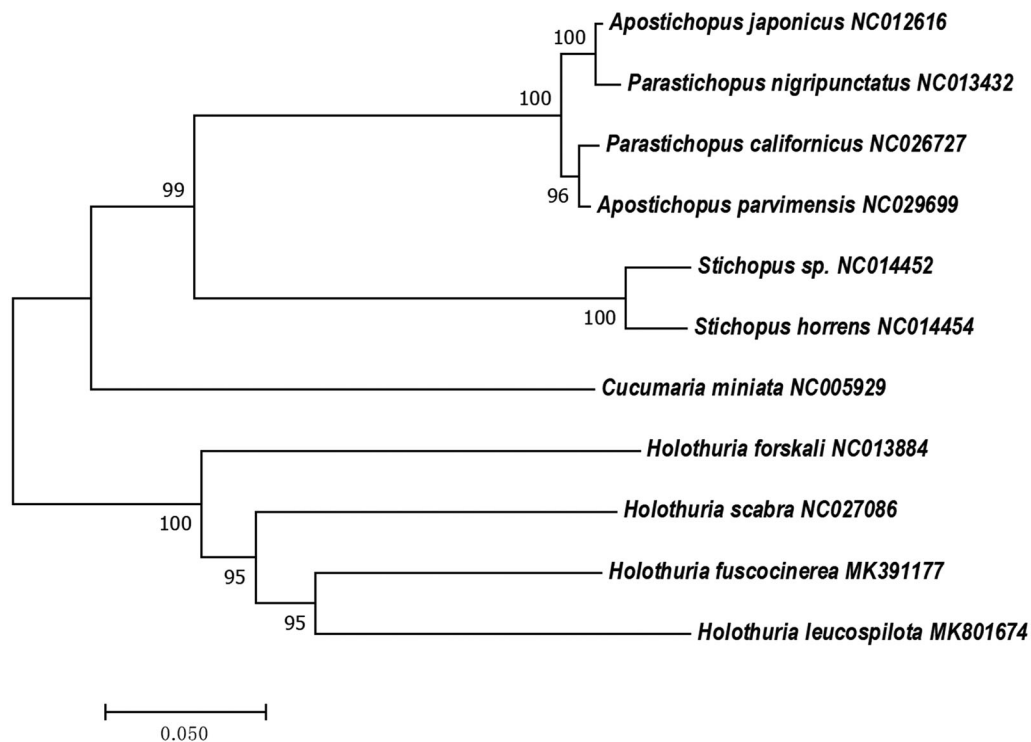 Apostichopus japonicus NC012616
100
Parastichopus nigripunctatus NC013432
100
Parastichopus californicus NC026727
99
96
Apostichopus parvimensis NC029699
Stichopus sp. NC014452
100
Stichopus horrens NC014454
Cucumaria miniata NC005929
Holothuria forskali NC013884
100
Holothuria scabra NC027086
95
Holothuria fuscocinerea MK391177
95
Holothuria leucospilota MK801674
0.050